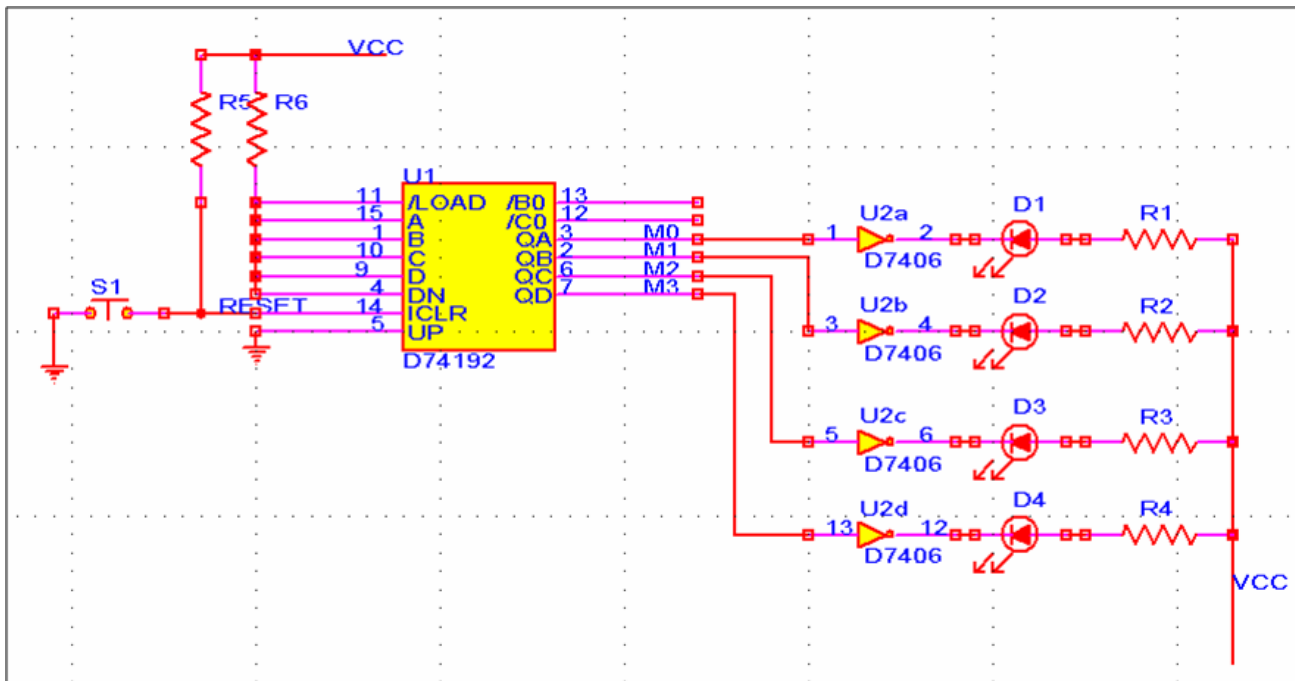 VCC
R5 R6
U1
11 /LOAD /B0 13
15 A /C0 12
1 B QA 3 M0
10 C QB 2 M1
9 D QC 6 M2
4 DN QD 7 M3
S1 RESET 14 ICLR
5 UP
D74192
U2a D1 R1
1 2
D7406
U2b D2 R2
3 4
D7406
U2c D3 R3
5 6
D7406
U2d D4 R4
13 12
D7406
VCC